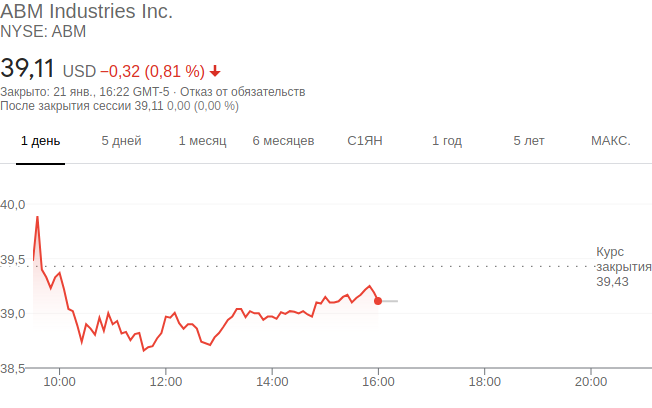 ABM Industries Inc.
NYSE: ABM
39,11 USD −0,32 (0,81 %)
Закрыто: 21 янв., 16:22 GMT-5 · Отказ от обязательств
После закрытия сессии 39,11 0,00 (0,00 %)
1 день 5 дней 1 месяц 6 месяцев С1ЯН 1 год 5 лет МАКС.
40,0
39,5
Курс
закрытия
39,43
39,0
38,5
10:00 12:00 14:00 16:00 18:00 20:00